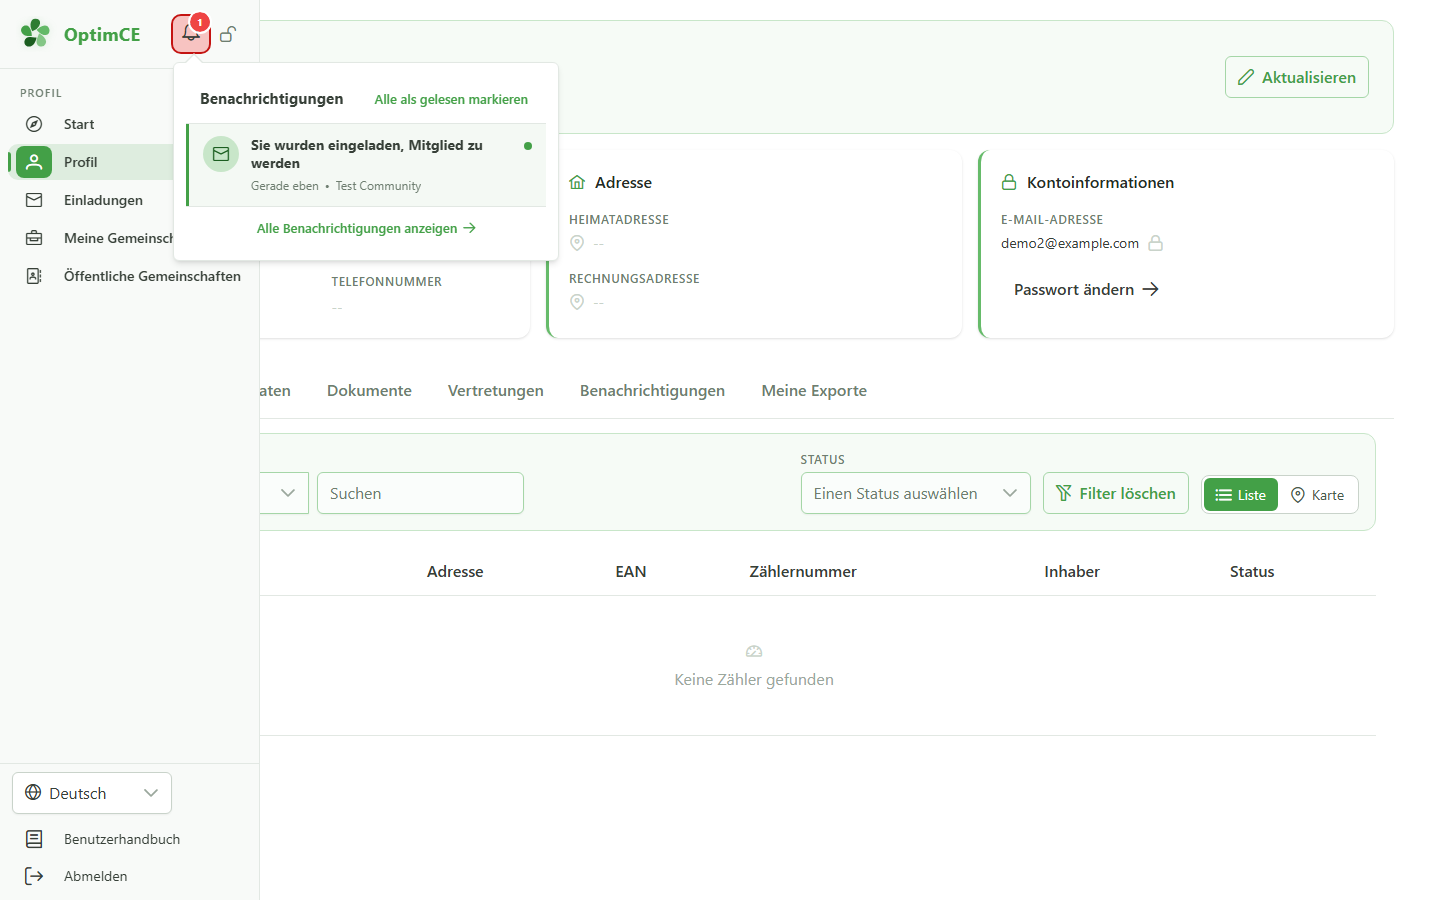 OptimCE
1
PROFIL
Start
Profil
Einladungen
Meine Gemeinsch
Öffentliche Gemeinschaften
Benachrichtigungen
Alle als gelesen markieren
Sie wurden eingeladen, Mitglied zu
werden
Gerade eben • Test Community
Alle Benachrichtigungen anzeigen
Aktualisieren
TELEFONNUMMER
--
Adresse
HEIMATADRESSE
--
RECHNUNGSADRESSE
--
Kontoinformationen
E-MAIL-ADRESSE
demo2@example.com
Passwort ändern
aten
Dokumente
Vertretungen
Benachrichtigungen
Meine Exporte
Suchen
STATUS
Einen Status auswählen
Filter löschen
Liste
Karte
Adresse
EAN
Zählernummer
Inhaber
Status
Keine Zähler gefunden
Deutsch
Benutzerhandbuch
Abmelden